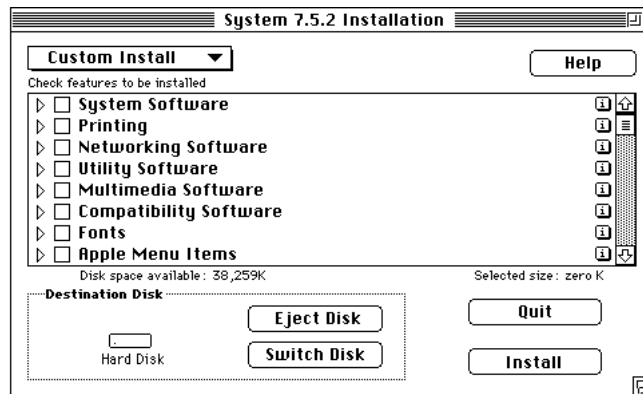 System 7.5.2 Installation
Custom Install
Help
Check features to be installed
System Software
Printing
Networking Software
Utility Software
Multimedia Software
Compatibility Software
Fonts
Apple Menu Items
Disk space available: 38,259K
Selected size: zero K
Destination Disk
Eject Disk
Quit
Hard Disk
Switch Disk
Install